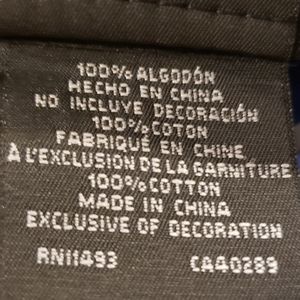 100% ALGODÓN
HECHO EN CHINA
NO INCLUYE DECORACIÓN
100% COTON
FABRIQUÉ EN CHINE
À L'EXCLUSION DE LA GARNITURE
100% COTTON
MADE IN CHINA
EXCLUSIVE OF DECORATION
RN11493 CA40289